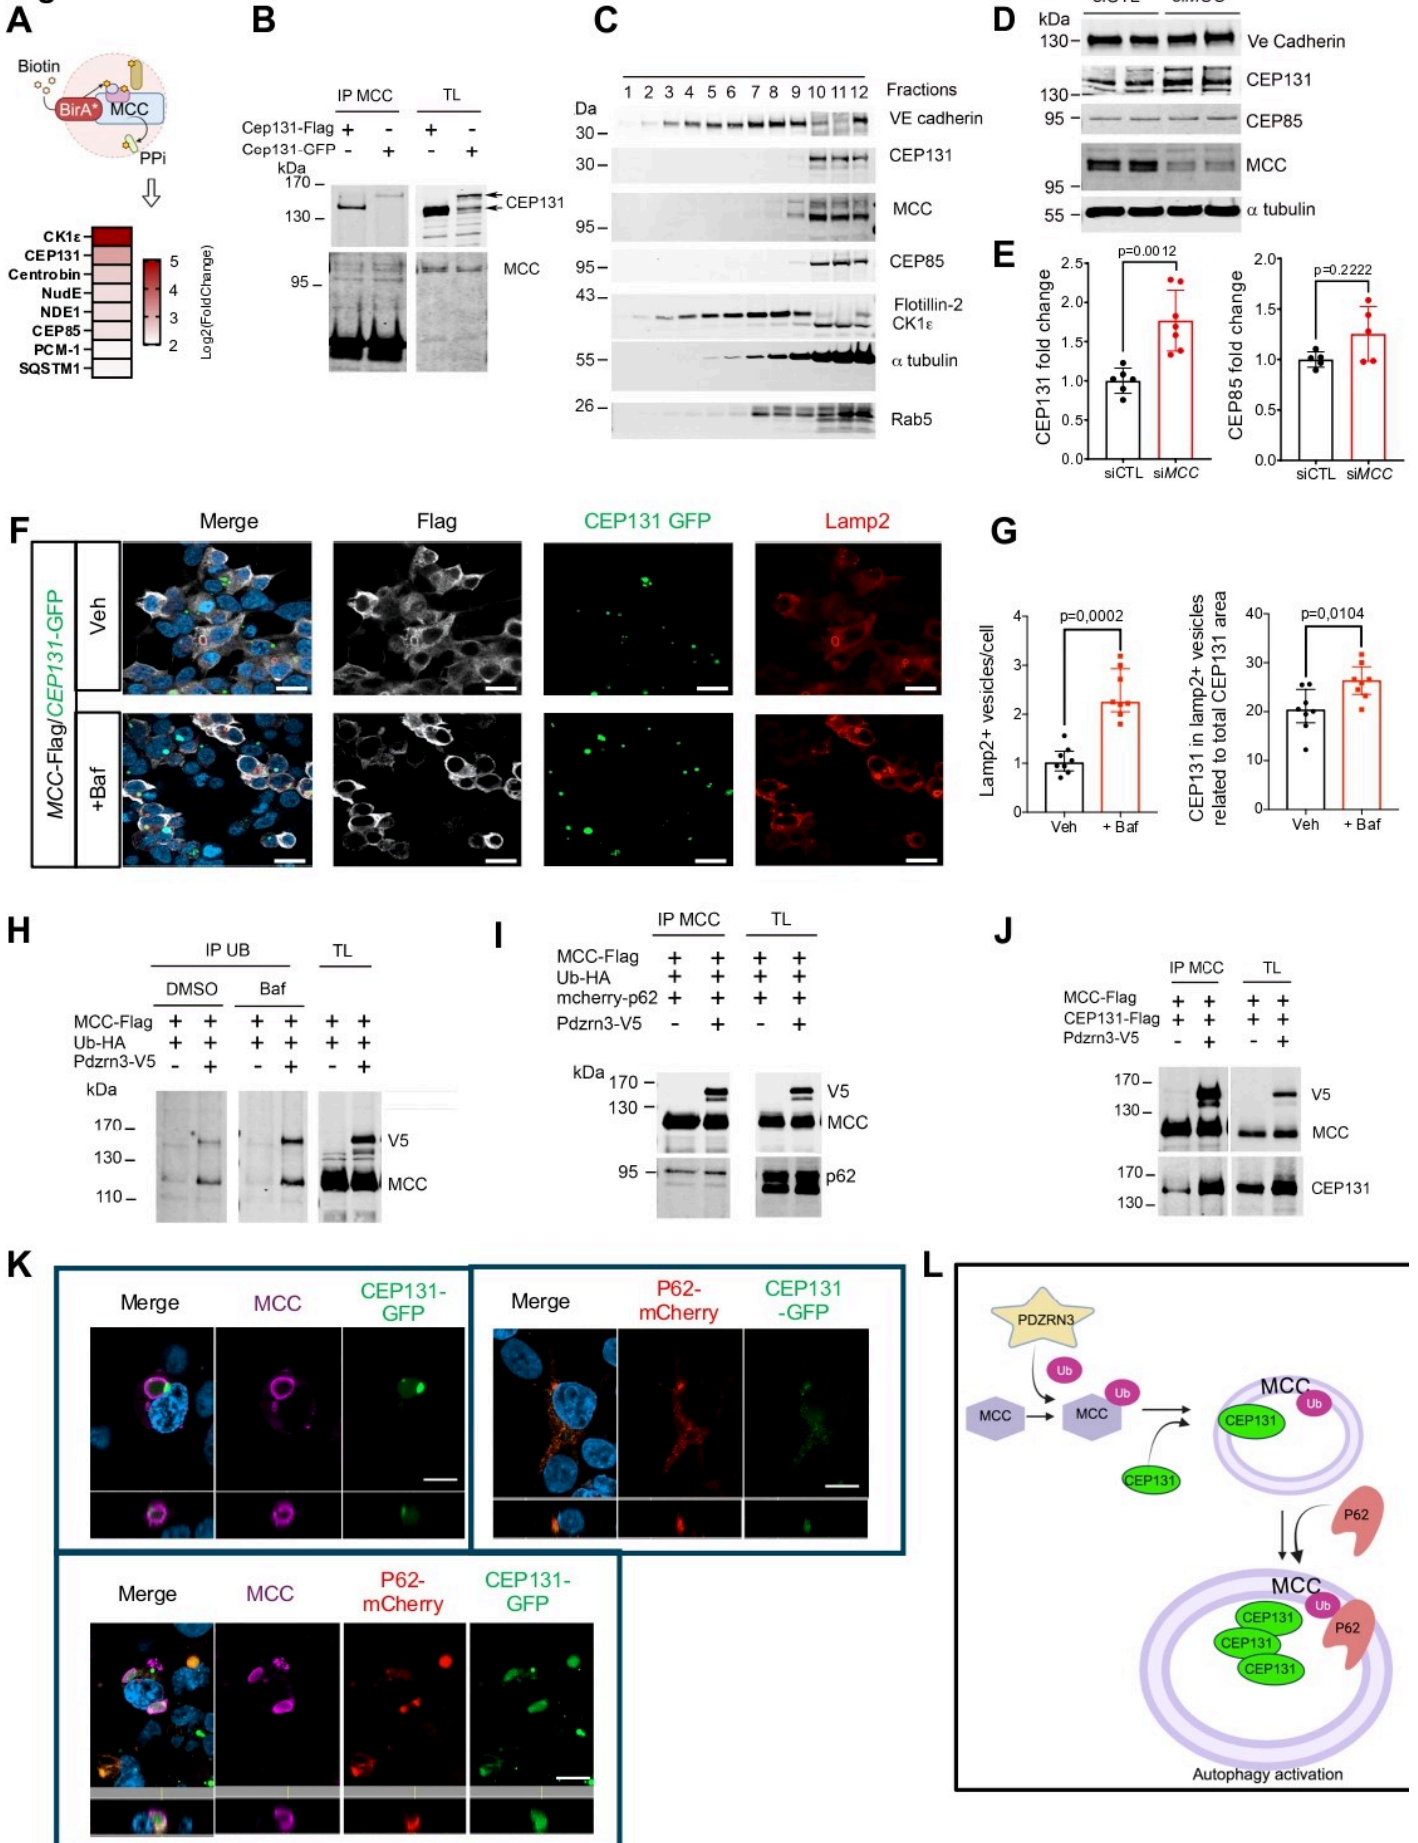 A
Biotin
BirA*
MCC
PPi
CK1ε
CEP131
Centrobin
NudE
NDE1
CEP85
PCM-1
SQSTM1
5
4
3
2
Log2(FoldChange)
B
IP MCC TL
Cep131-Flag + - + -
Cep131-GFP - + - +
kDa
170
130
95
CEP131
MCC
C
1 2 3 4 5 6 7 8 9 10 11 12 Fractions
Da
30 VE cadherin
30 CEP131
95 MCC
95 CEP85
43 Flotillin-2
CK1ε
55 α tubulin
26 Rab5
D
kDa
130 Ve Cadherin
130 CEP131
95 CEP85
95 MCC
55 α tubulin
E
CEP131 fold change
2.5
2.0
1.5
1.0
0.5
0.0
p=0.0012
siCTL siMCC
CEP85 fold change
2.0
1.5
1.0
0.5
0.0
p=0.2222
siCTL siMCC
F
Merge Flag CEP131 GFP Lamp2
MCC-Flag/CEP131-GFP
Veh
+Baf
G
Lamp2+ vesicles/cell
4
3
2
1
0
p=0,0002
Veh + Baf
CEP131 in lamp2+ vesicles
related to total CEP131 area
40
30
20
10
0
p=0,0104
Veh + Baf
H
IP UB TL
DMSO Baf
MCC-Flag + + + + + +
Ub-HA + + + + + +
Pdzrn3-V5 - + - + - +
kDa
170
130
110
V5
MCC
I
IP MCC TL
MCC-Flag + + + +
Ub-HA + + + +
mcherry-p62 + + + +
Pdzrn3-V5 - + - +
kDa
170
130
95
V5
MCC
p62
J
IP MCC TL
MCC-Flag + + + +
CEP131-Flag + + + +
Pdzrn3-V5 - + - +
170
130
170
130
V5
MCC
CEP131
K
Merge MCC CEP131-
GFP
Merge P62-
mCherry CEP131
-GFP
Merge MCC P62-
mCherry CEP131-
GFP
L
PDZRN3
Ub
MCC
MCC
Ub
CEP131
MCC
Ub
CEP131
P62
MCC
Ub
P62
CEP131
CEP131
CEP131
Autophagy activation